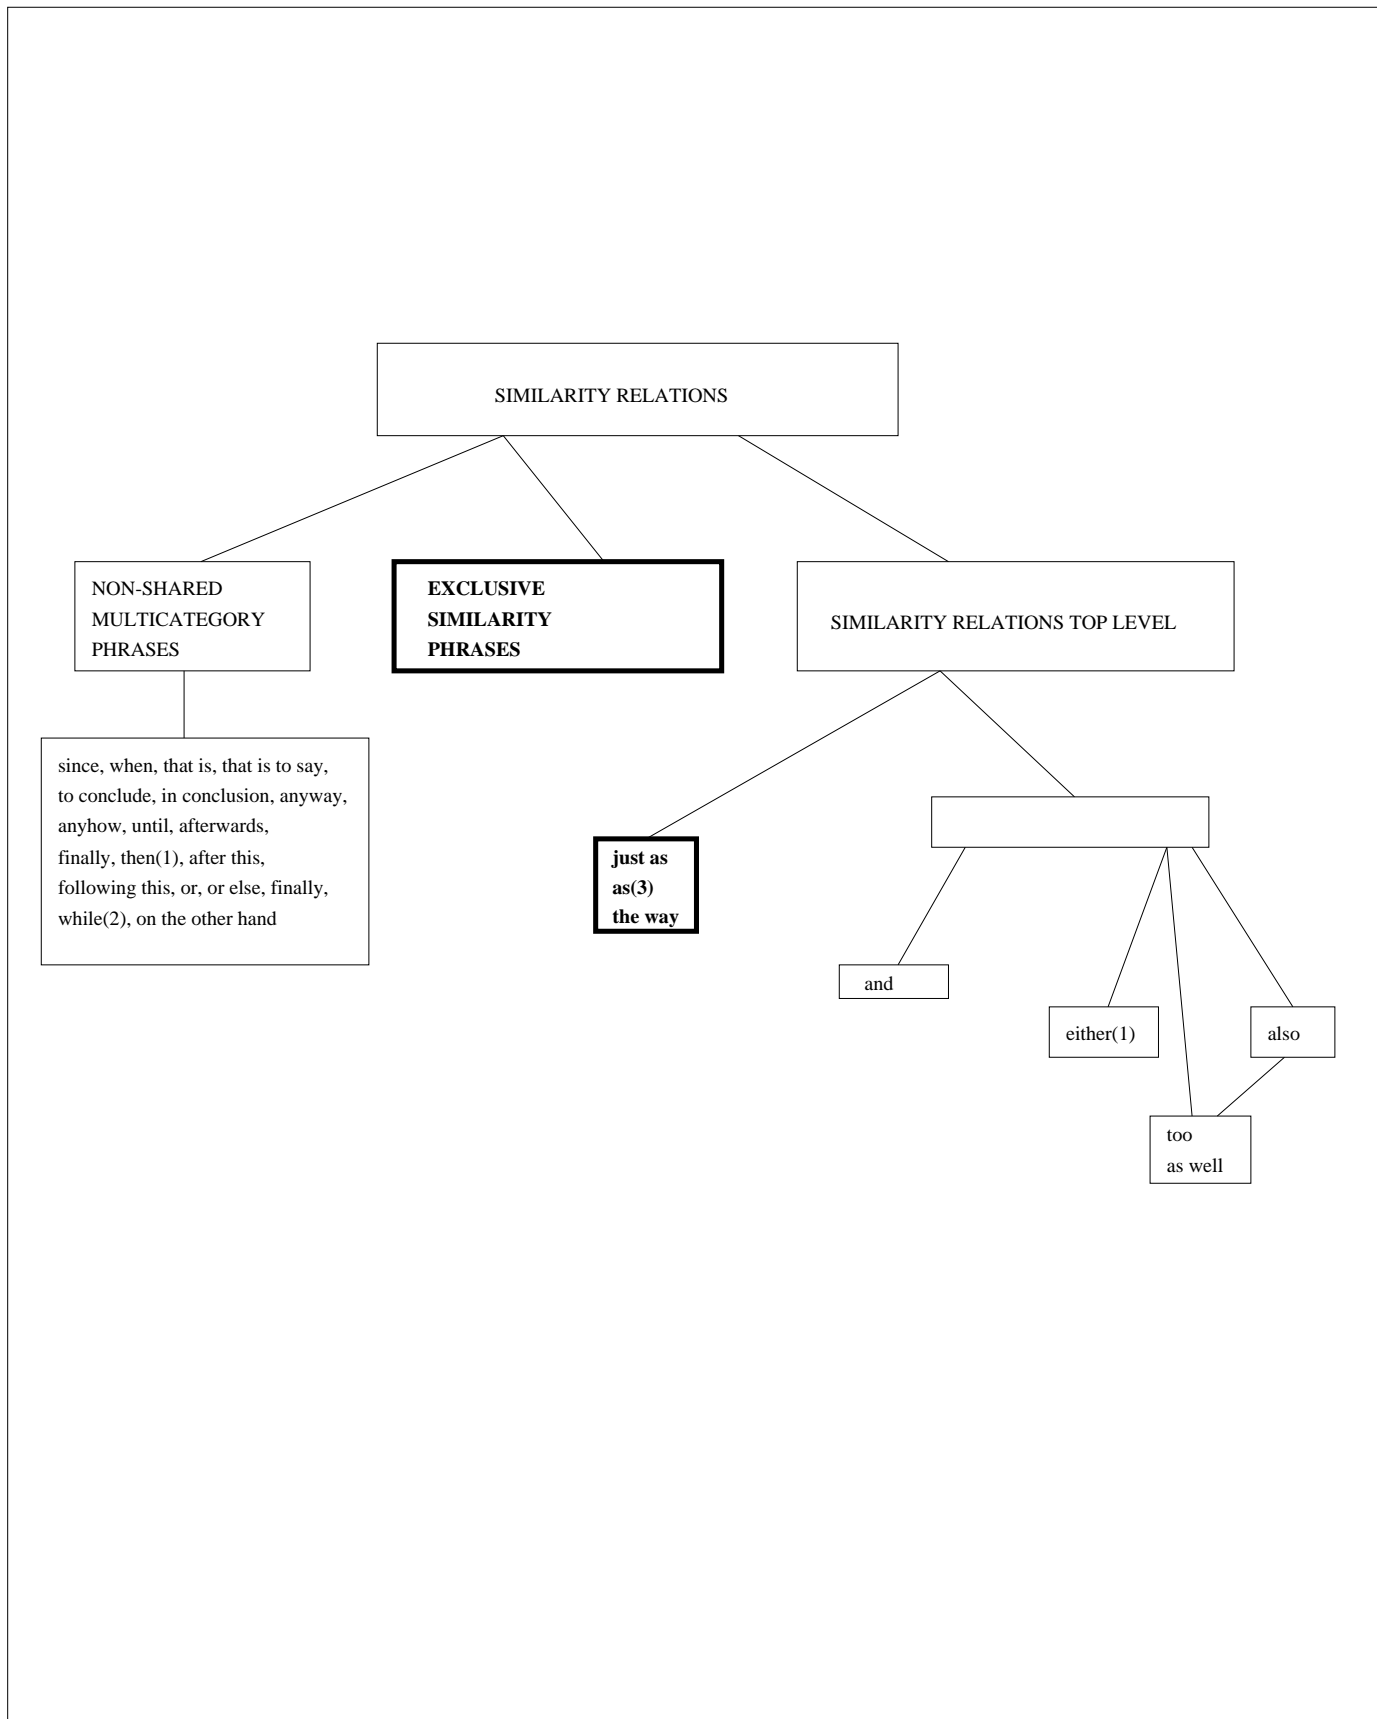 SIMILARITY RELATIONS
NON-SHARED
MULTICATEGORY
PHRASES
EXCLUSIVE
SIMILARITY
PHRASES
SIMILARITY RELATIONS TOP LEVEL
since, when, that is, that is to say,
to conclude, in conclusion, anyway,
anyhow, until, afterwards,
finally, then(1), after this,
following this, or, or else, finally,
while(2), on the other hand
just as
as(3)
the way
and
either(1)
also
too
as well